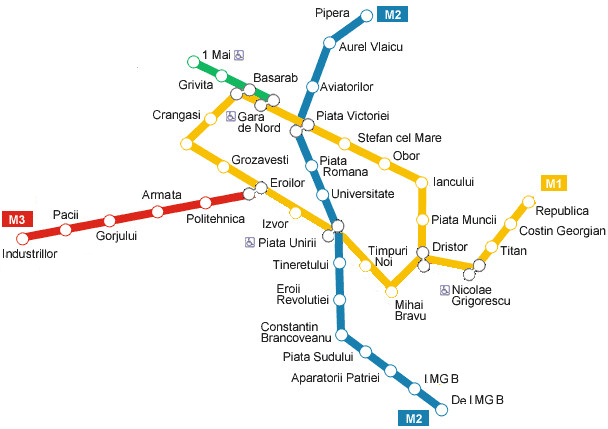 Pipera
M2
Aurel Vlaicu
1 Mai
Basarab
Grivita
Aviatorilor
Crangasi
Gara
de Nord
Piata Victoriei
Stefan cel Mare
Grozavesti
Piata
Romana
Obor
Iancului
Eroilor
M1
Armata
Universitate
Republica
M3
Pacii
Politehnica
Izvor
Piata Muncii
Costin Georgian
Gorjului
Piata Unirii
Timpuri
Noi
Dristor
Titan
Industriilor
Tineretului
Nicolae
Grigorescu
Eroii
Revolutiei
Mihai
Bravu
Constantin
Brancoveanu
Piata Sudului
Aparatorii Patriei
I.M.G B
De I.M.G B
M2